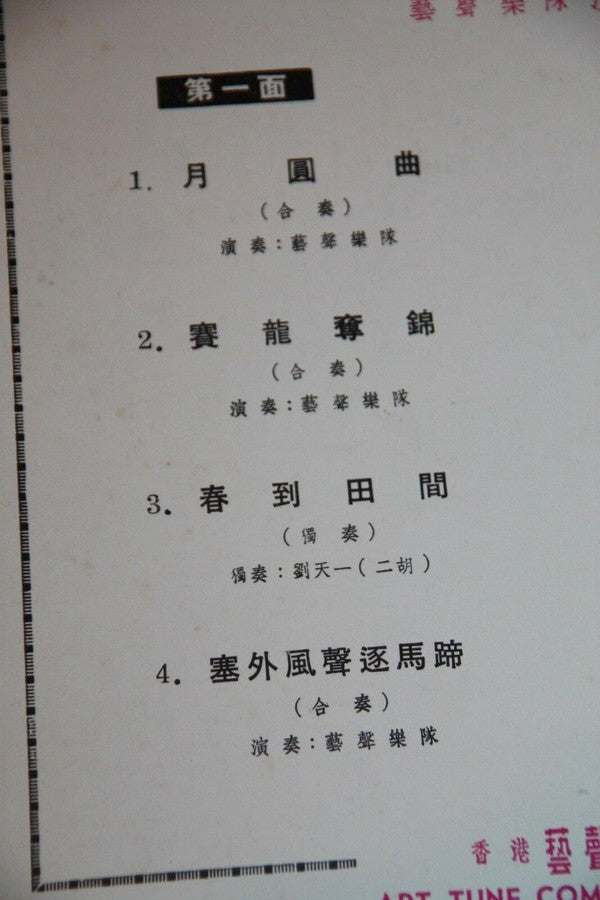 藝聲樂隊
第一面
1. 月圓曲
(合奏)
演奏：藝聲樂隊
2. 賽龍奪錦
(合奏)
演奏：藝聲樂隊
3. 春到田間
(獨奏)
獨奏：劉天一(二胡)
4. 塞外風聲逐馬蹄
(合奏)
演奏：藝聲樂隊
香港藝聲
ART TUNE COM